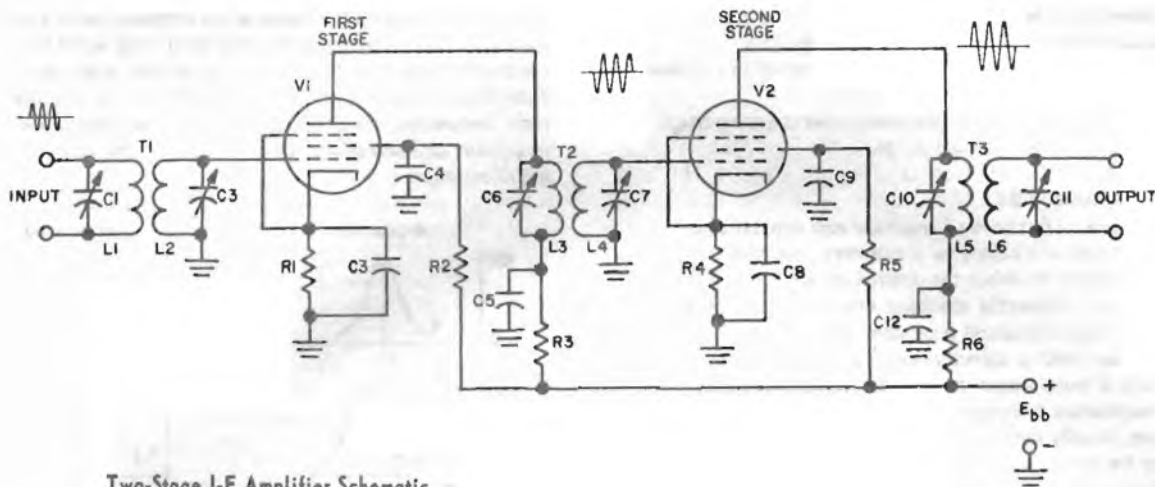 FIRST
STAGE
SECOND
STAGE
V1
V2
T1
T2
T3
INPUT
C1
C3
L1
L2
C4
R1
C3
R2
C6
C7
L3
L4
C5
R3
C9
R4
C8
R5
C10
C11
OUTPUT
L5
L6
C12
R6
+
Ebb
-
Two-Stage I-F Amplifier Schematic